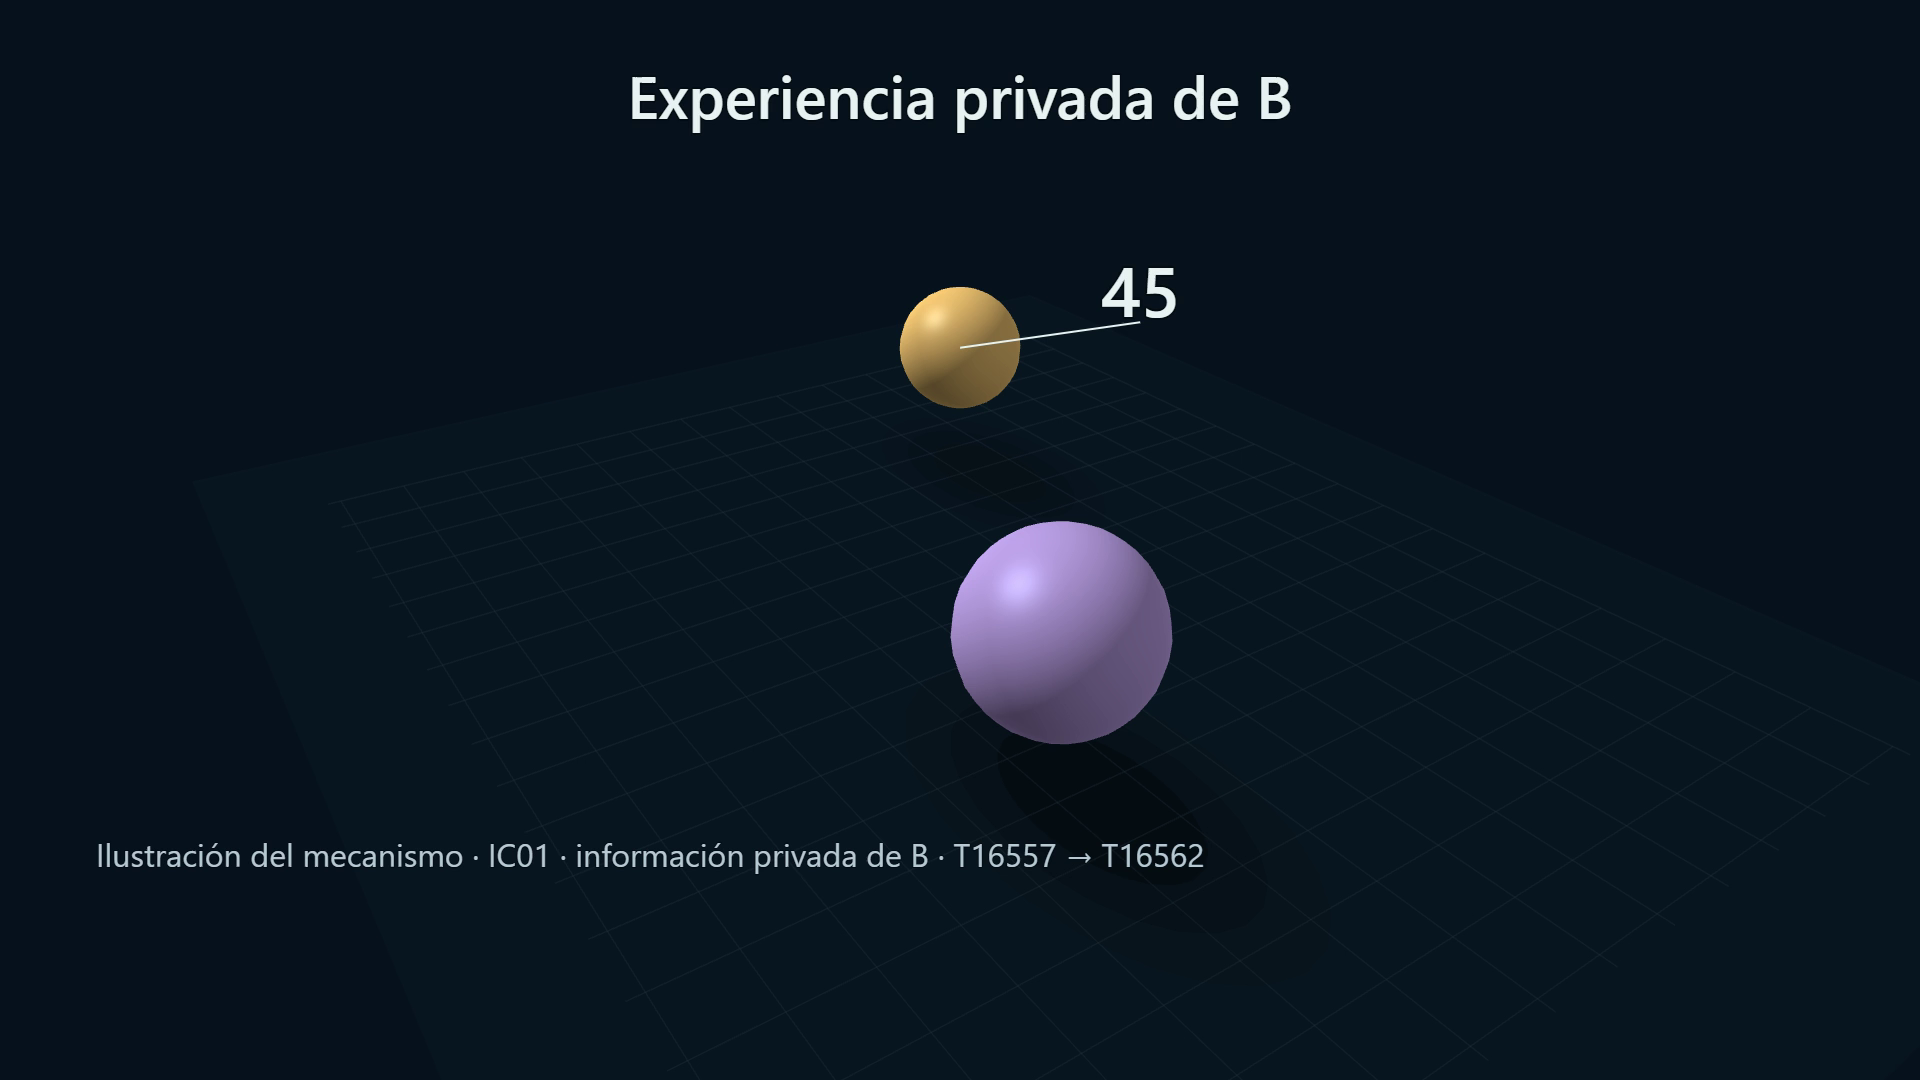 Experiencia privada de B
45
Ilustración del mecanismo · IC01 · información privada de B · T16557 → T16562